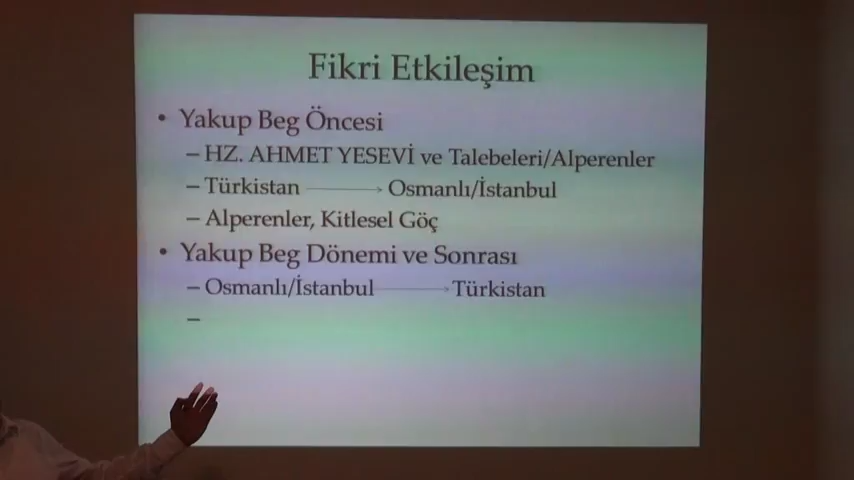 Fikri Etkileşim
• Yakup Beg Öncesi
– HZ. AHMET YESEVİ ve Talebeleri/Alperenler
– Türkistan → Osmanlı/İstanbul
– Alperenler, Kitlesel Göç
• Yakup Beg Dönemi ve Sonrası
– Osmanlı/İstanbul → Türkistan
–